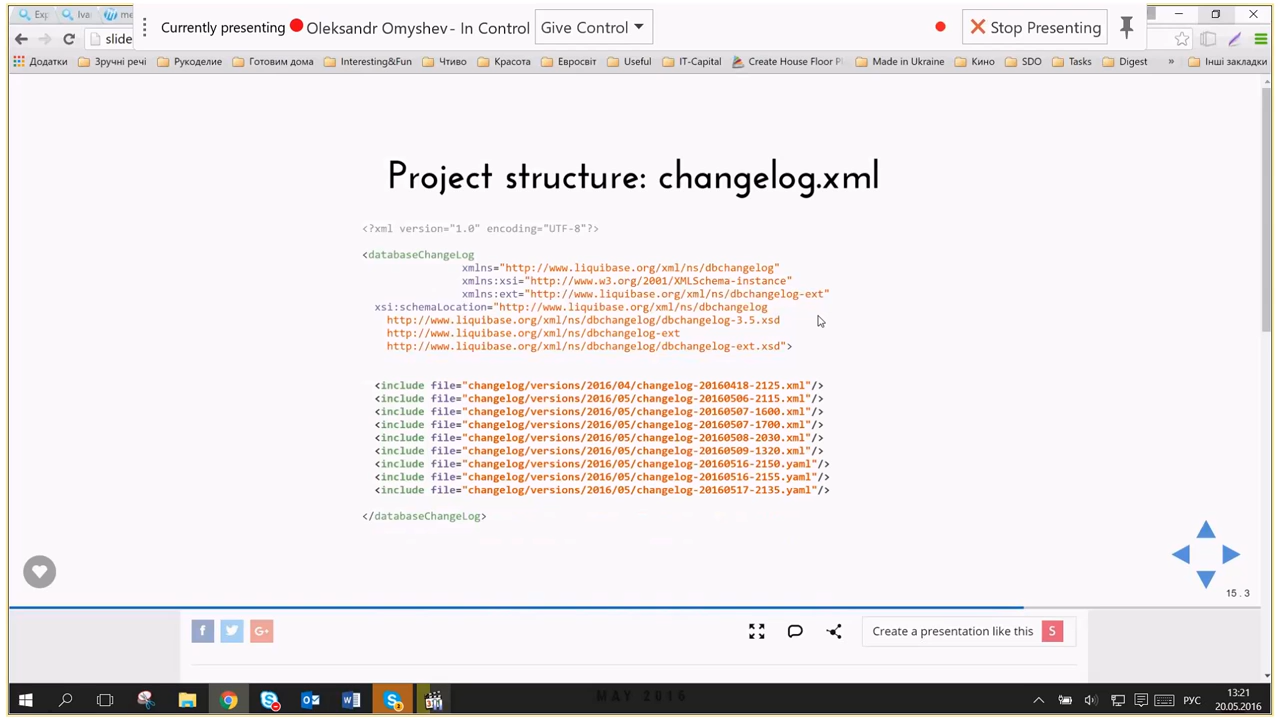 Currently presenting Oleksandr Omyshev - In Control Give Control Stop Presenting
slide
Додатки Зручні речі Рукоделие Готовим дома Interesting&Fun Чтиво Красота Евросвіт Useful IT-Capital Create House Floor Made in Ukraine Кино SDO Tasks Digest » Інші закладки
Project structure: changelog.xml
<?xml version="1.0" encoding="UTF-8"?>
<databaseChangeLog
xmlns="http://www.liquibase.org/xml/ns/dbchangelog"
xmlns:xsi="http://www.w3.org/2001/XMLSchema-instance"
xmlns:ext="http://www.liquibase.org/xml/ns/dbchangelog-ext"
xsi:schemaLocation="http://www.liquibase.org/xml/ns/dbchangelog
http://www.liquibase.org/xml/ns/dbchangelog/dbchangelog-3.5.xsd
http://www.liquibase.org/xml/ns/dbchangelog-ext
http://www.liquibase.org/xml/ns/dbchangelog/dbchangelog-ext.xsd">
<include file="changelog/versions/2016/04/changelog-20160418-2125.xml"/>
<include file="changelog/versions/2016/05/changelog-20160506-2115.xml"/>
<include file="changelog/versions/2016/05/changelog-20160507-1600.xml"/>
<include file="changelog/versions/2016/05/changelog-20160507-1700.xml"/>
<include file="changelog/versions/2016/05/changelog-20160508-2030.xml"/>
<include file="changelog/versions/2016/05/changelog-20160509-1320.xml"/>
<include file="changelog/versions/2016/05/changelog-20160516-2150.yaml"/>
<include file="changelog/versions/2016/05/changelog-20160516-2155.yaml"/>
<include file="changelog/versions/2016/05/changelog-20160517-2135.yaml"/>
</databaseChangeLog>
15.3
Create a presentation like this S
MAY 2016
РУС
13:21
20.05.2016